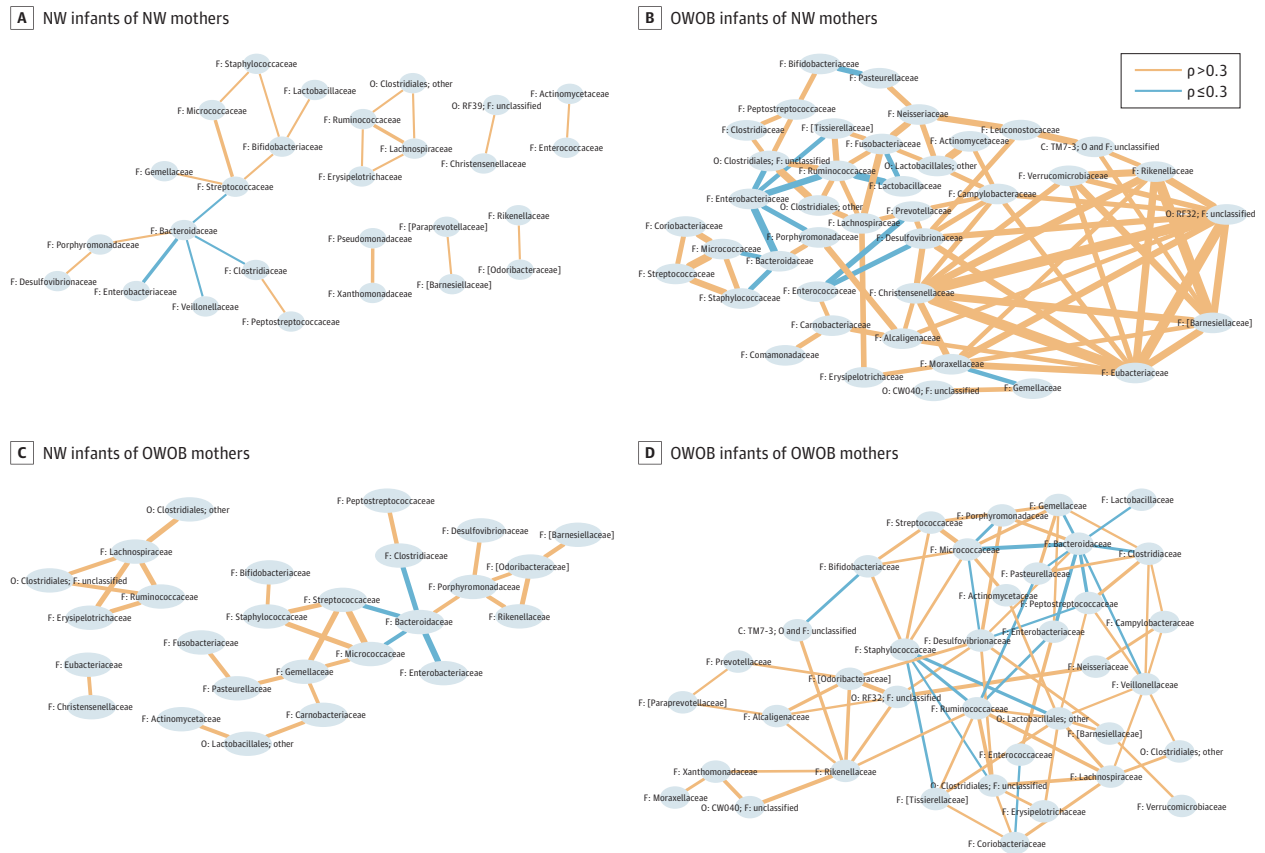 A NW infants of NW mothers
F: Staphylococcaceae
F: Lactobacillaceae
F: Micrococcaceae
F: Bifidobacteriaceae
F: Gemellaceae
F: Streptococcaceae
F: Bacteroidaceae
F: Porphyromonadaceae
F: Desulfovibrionaceae
F: Enterobacteriaceae
F: Clostridiaceae
F: Veillonellaceae
F: Peptostreptococcaceae
O: Clostridiales; other
F: Ruminococcaceae
F: Lachnospiraceae
F: Erysipelotrichaceae
O: RF39; F: unclassified
F: Christensenellaceae
F: Actinomycetaceae
F: Enterococcaceae
F: Pseudomonadaceae
F: Xanthomonadaceae
F: [Paraprevotellaceae]
F: [Barnesiellaceae]
F: Rikenellaceae
F: [Odoribacteraceae]
B OWOB infants of NW mothers
ρ>0.3
ρ≤0.3
F: Bifidobacteriaceae
F: Pasteurellaceae
F: Peptostreptococcaceae
F: Neisseriaceae
F: Clostridiaceae
F: [Tissierellaceae]
F: Leuconostocaceae
F: Fusobacteriaceae
F: Actinomycetaceae
C: TM7-3; O and F: unclassified
O: Clostridiales; F: unclassified
O: Lactobacillales; other
F: Ruminococcaceae
F: Rikenellaceae
F: Verrucomicrobiaceae
F: Lactobacillaceae
F: Campylobacteraceae
F: Enterobacteriaceae
O: Clostridiales; other
F: Prevotellaceae
O: RF32; F: unclassified
F: Coriobacteriaceae
F: Lachnospiraceae
F: Porphyromonadaceae
F: Desulfovibrionaceae
F: Micrococcaceae
F: Bacteroidaceae
F: Streptococcaceae
F: Staphylococcaceae
F: Enterococcaceae
F: Christensenellaceae
F: Carnobacteriaceae
F: [Barnesiellaceae]
F: Alcaligenaceae
F: Comamonadaceae
F: Moraxellaceae
F: Eubacteriaceae
F: Erysipelotrichaceae
O: CW040; F: unclassified
F: Gemellaceae
C NW infants of OWOB mothers
O: Clostridiales; other
F: Lachnospiraceae
O: Clostridiales; F: unclassified
F: Ruminococcaceae
F: Erysipelotrichaceae
F: Eubacteriaceae
F: Christensenellaceae
F: Peptostreptococcaceae
F: Clostridiaceae
F: Desulfovibrionaceae
F: [Barnesiellaceae]
F: [Odoribacteraceae]
F: Bifidobacteriaceae
F: Porphyromonadaceae
F: Streptococcaceae
F: Staphylococcaceae
F: Rikenellaceae
F: Bacteroidaceae
F: Fusobacteriaceae
F: Micrococcaceae
F: Gemellaceae
F: Enterobacteriaceae
F: Pasteurellaceae
F: Actinomycetaceae
F: Carnobacteriaceae
O: Lactobacillales; other
D OWOB infants of OWOB mothers
F: Lactobacillaceae
F: Gemellaceae
F: Porphyromonadaceae
F: Streptococcaceae
F: Bacteroidaceae
F: Micrococcaceae
F: Clostridiaceae
F: Bifidobacteriaceae
F: Pasteurellaceae
F: Actinomycetaceae
F: Peptostreptococcaceae
F: Campylobacteraceae
C: TM7-3; O and F: unclassified
F: Enterobacteriaceae
F: Desulfovibrionaceae
F: Staphylococcaceae
F: Prevotellaceae
F: Neisseriaceae
F: [Odoribacteraceae]
F: Veillonellaceae
O: RF32; F: unclassified
F: [Paraprevotellaceae]
F: Ruminococcaceae
F: Alcaligenaceae
O: Lactobacillales; other
F: [Barnesiellaceae]
F: Enterococcaceae
O: Clostridiales; other
F: Xanthomonadaceae
F: Rikenellaceae
F: Lachnospiraceae
O: Clostridiales; F: unclassified
F: Moraxellaceae
F: [Tissierellaceae]
O: CW040; F: unclassified
F: Verrucomicrobiaceae
F: Erysipelotrichaceae
F: Coriobacteriaceae